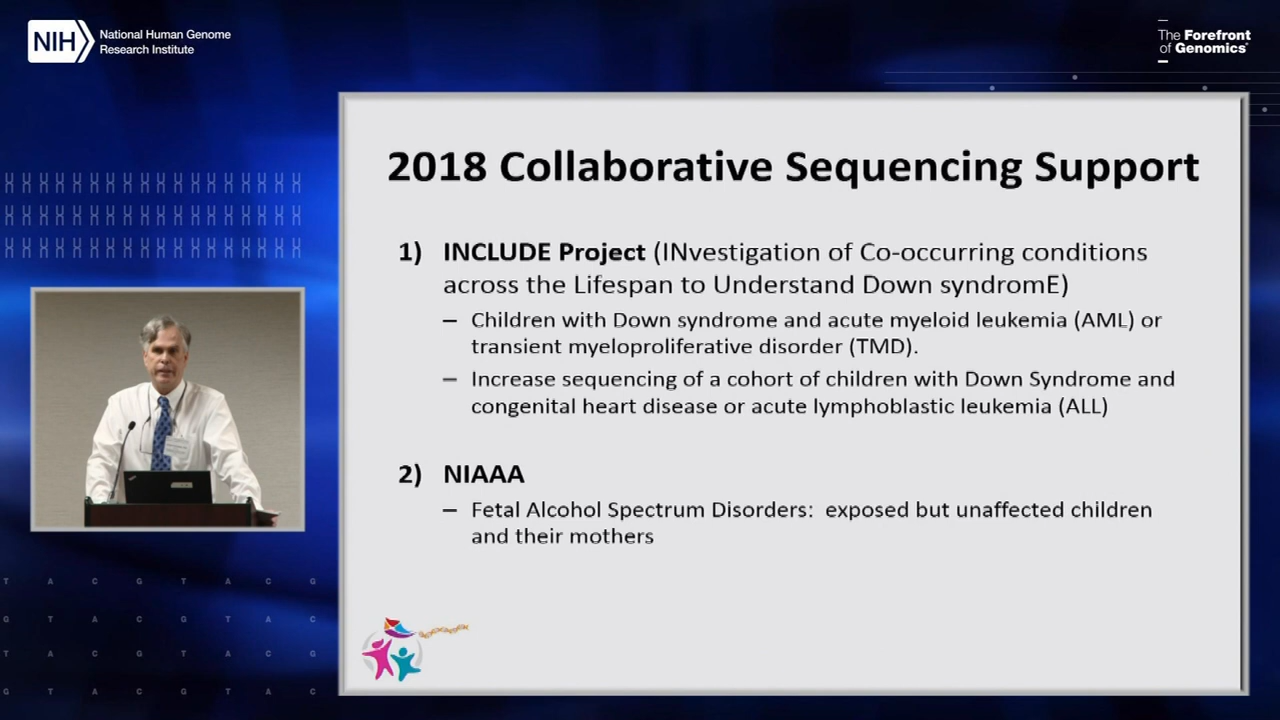 NIH
National Human Genome
Research Institute
The Forefront
of Genomics®
2018 Collaborative Sequencing Support
1) INCLUDE Project (INvestigation of Co-occurring conditions
across the Lifespan to Understand Down syndromE)
– Children with Down syndrome and acute myeloid leukemia (AML) or
transient myeloproliferative disorder (TMD).
– Increase sequencing of a cohort of children with Down Syndrome and
congenital heart disease or acute lymphoblastic leukemia (ALL)
2) NIAAA
– Fetal Alcohol Spectrum Disorders: exposed but unaffected children
and their mothers
T A C G T A C G
G T A C G T A C
T A C G T A C G
G T A C G T A C